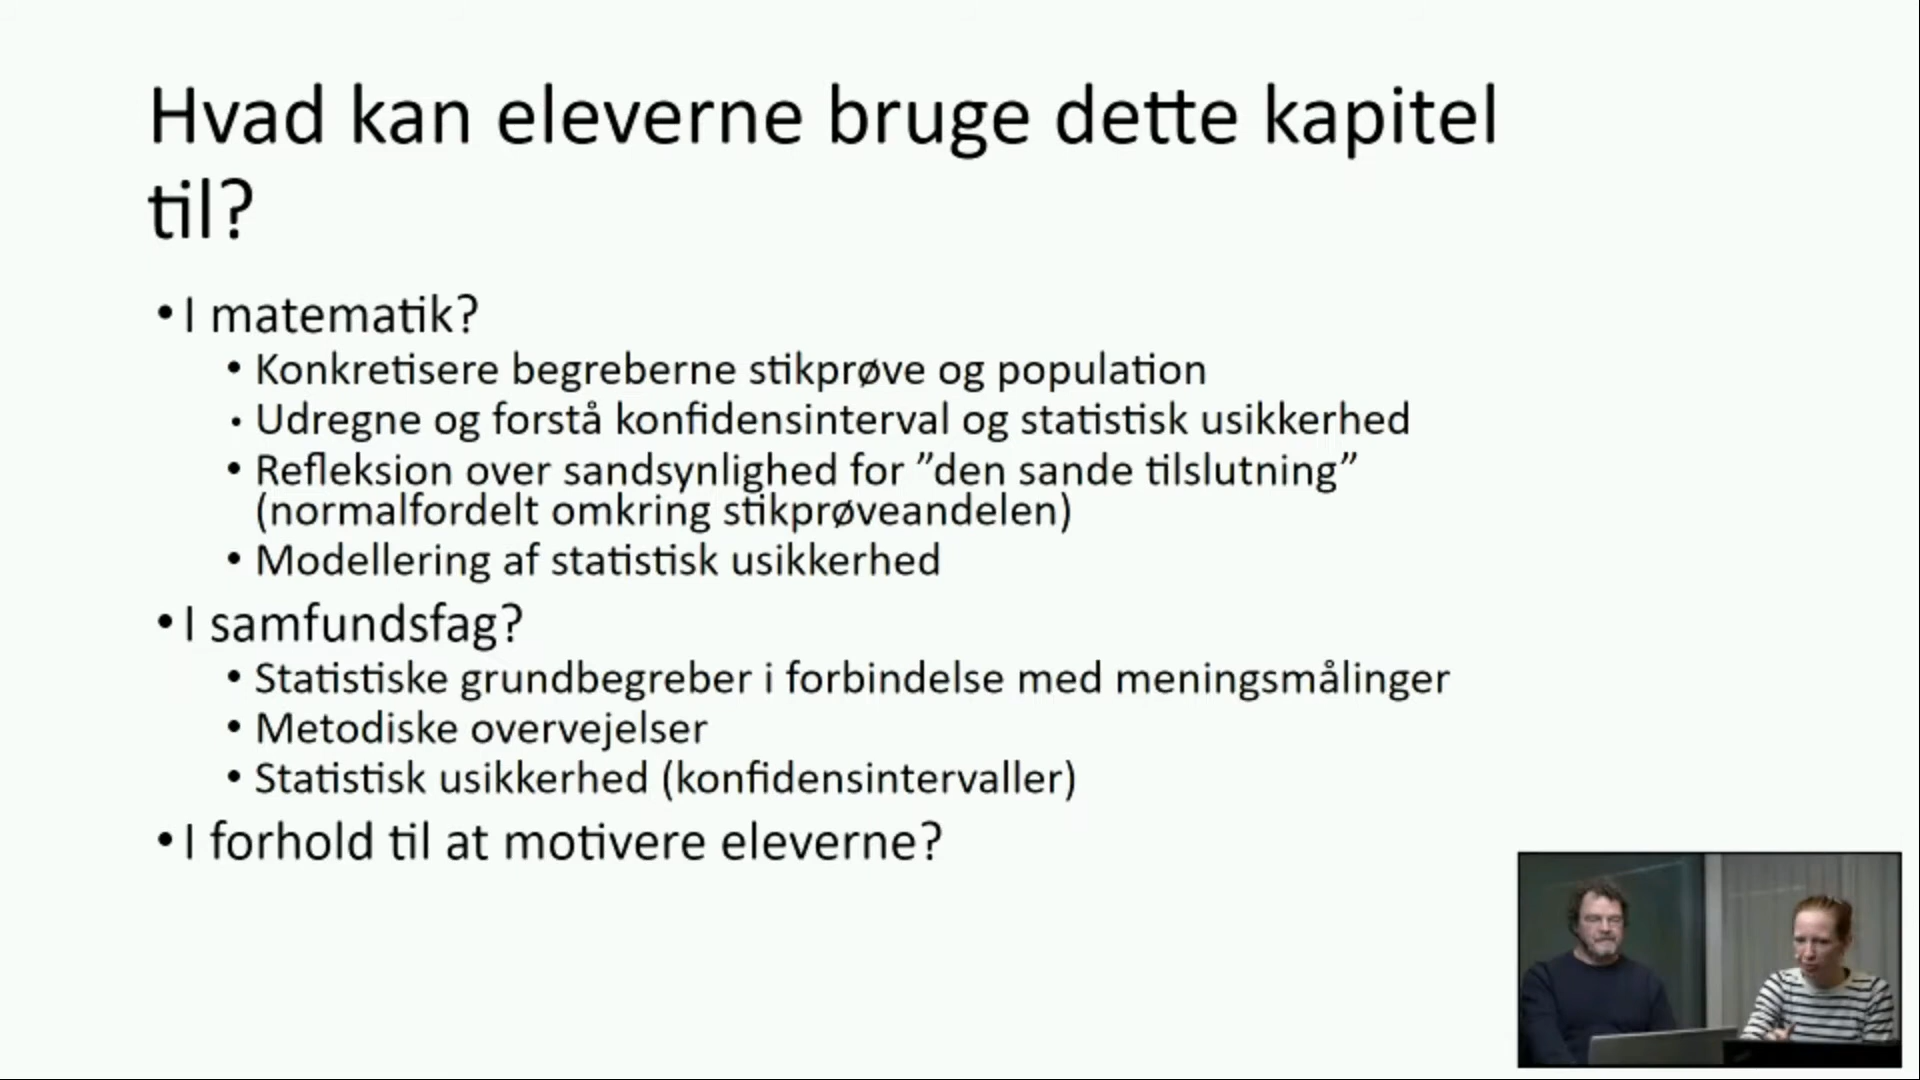 Hvad kan eleverne bruge dette kapitel
til?
• I matematik?
• Konkretisere begreberne stikprøve og population
• Udregne og forstå konfidensinterval og statistisk usikkerhed
• Refleksion over sandsynlighed for ”den sande tilslutning”
(normalfordelt omkring stikprøveandelen)
• Modellering af statistisk usikkerhed
• I samfundsfag?
• Statistiske grundbegreber i forbindelse med meningsmålinger
• Metodiske overvejelser
• Statistisk usikkerhed (konfidensintervaller)
• I forhold til at motivere eleverne?